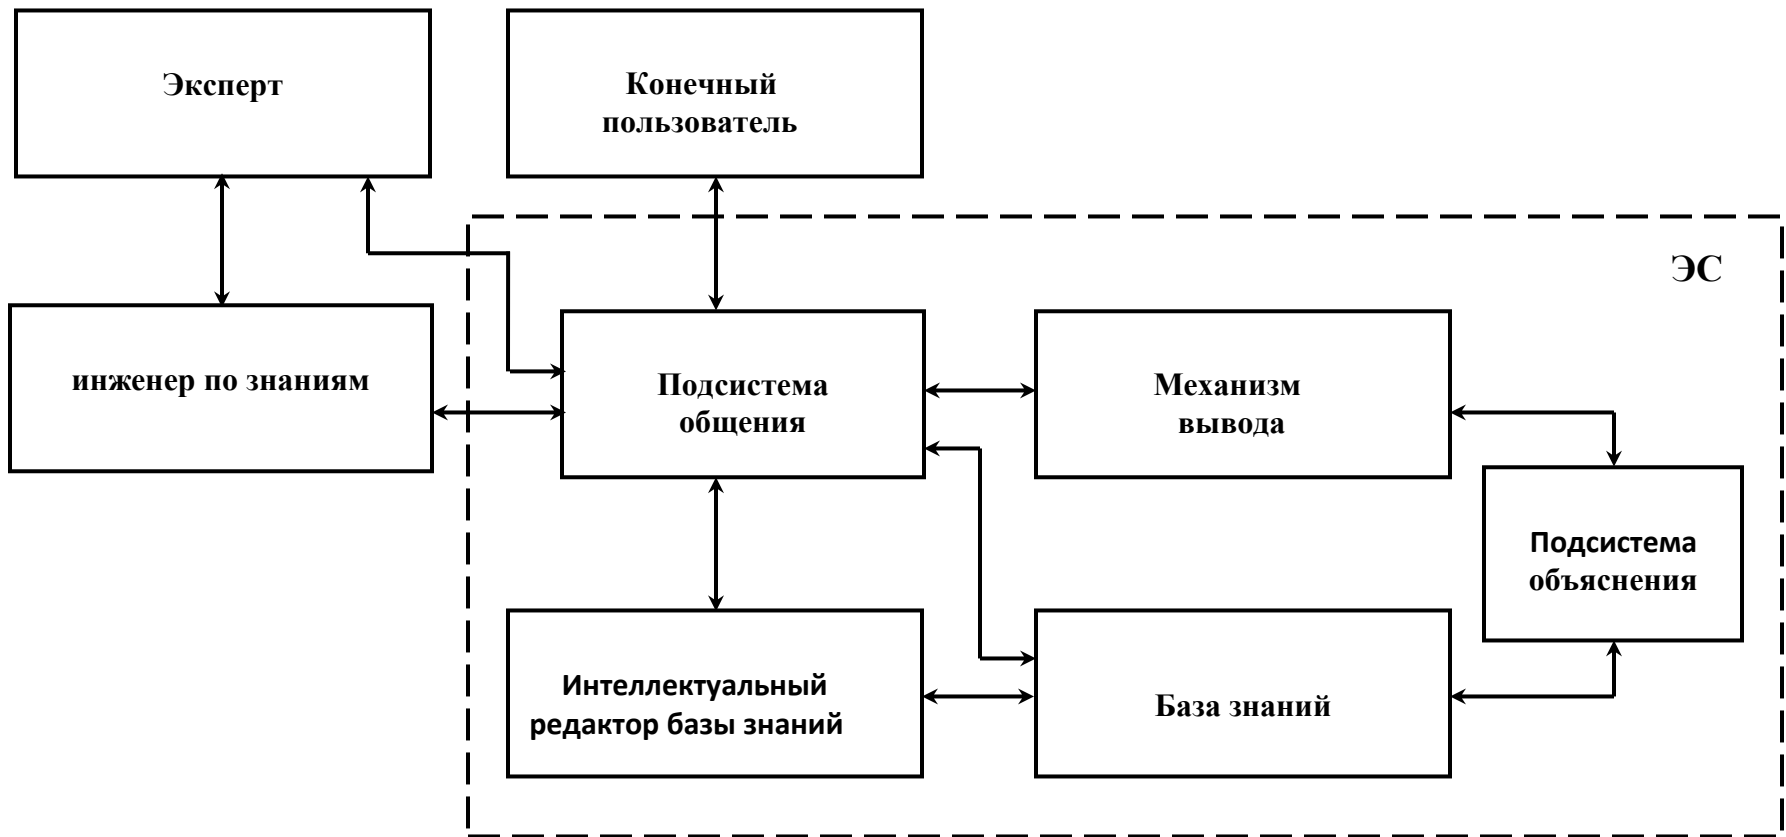 Эксперт
Конечный
пользователь
ЭС
инженер по знаниям
Подсистема
общения
Механизм
вывода
Подсистема
объяснения
Интеллектуальный
редактор базы знаний
База знаний